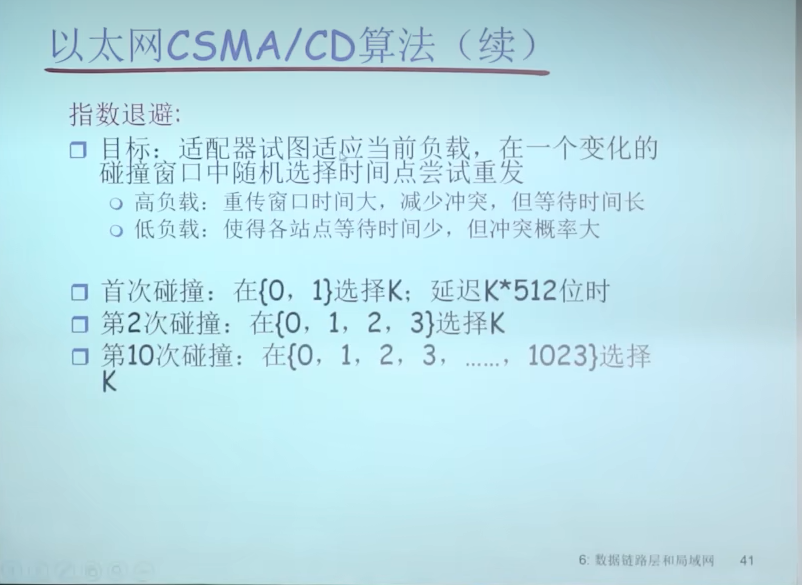 以太网CSMA/CD算法（续）
指数退避:
目标：适配器试图适应当前负载，在一个变化的
碰撞窗口中随机选择时间点尝试重发
高负载：重传窗口时间大，减少冲突，但等待时间长
低负载：使得各站点等待时间少，但冲突概率大
首次碰撞：在{0，1}选择K；延迟K*512位时
第2次碰撞：在{0，1，2，3}选择K
第10次碰撞：在{0，1，2，3，……，1023}选择
K
6: 数据链路层和局域网 41